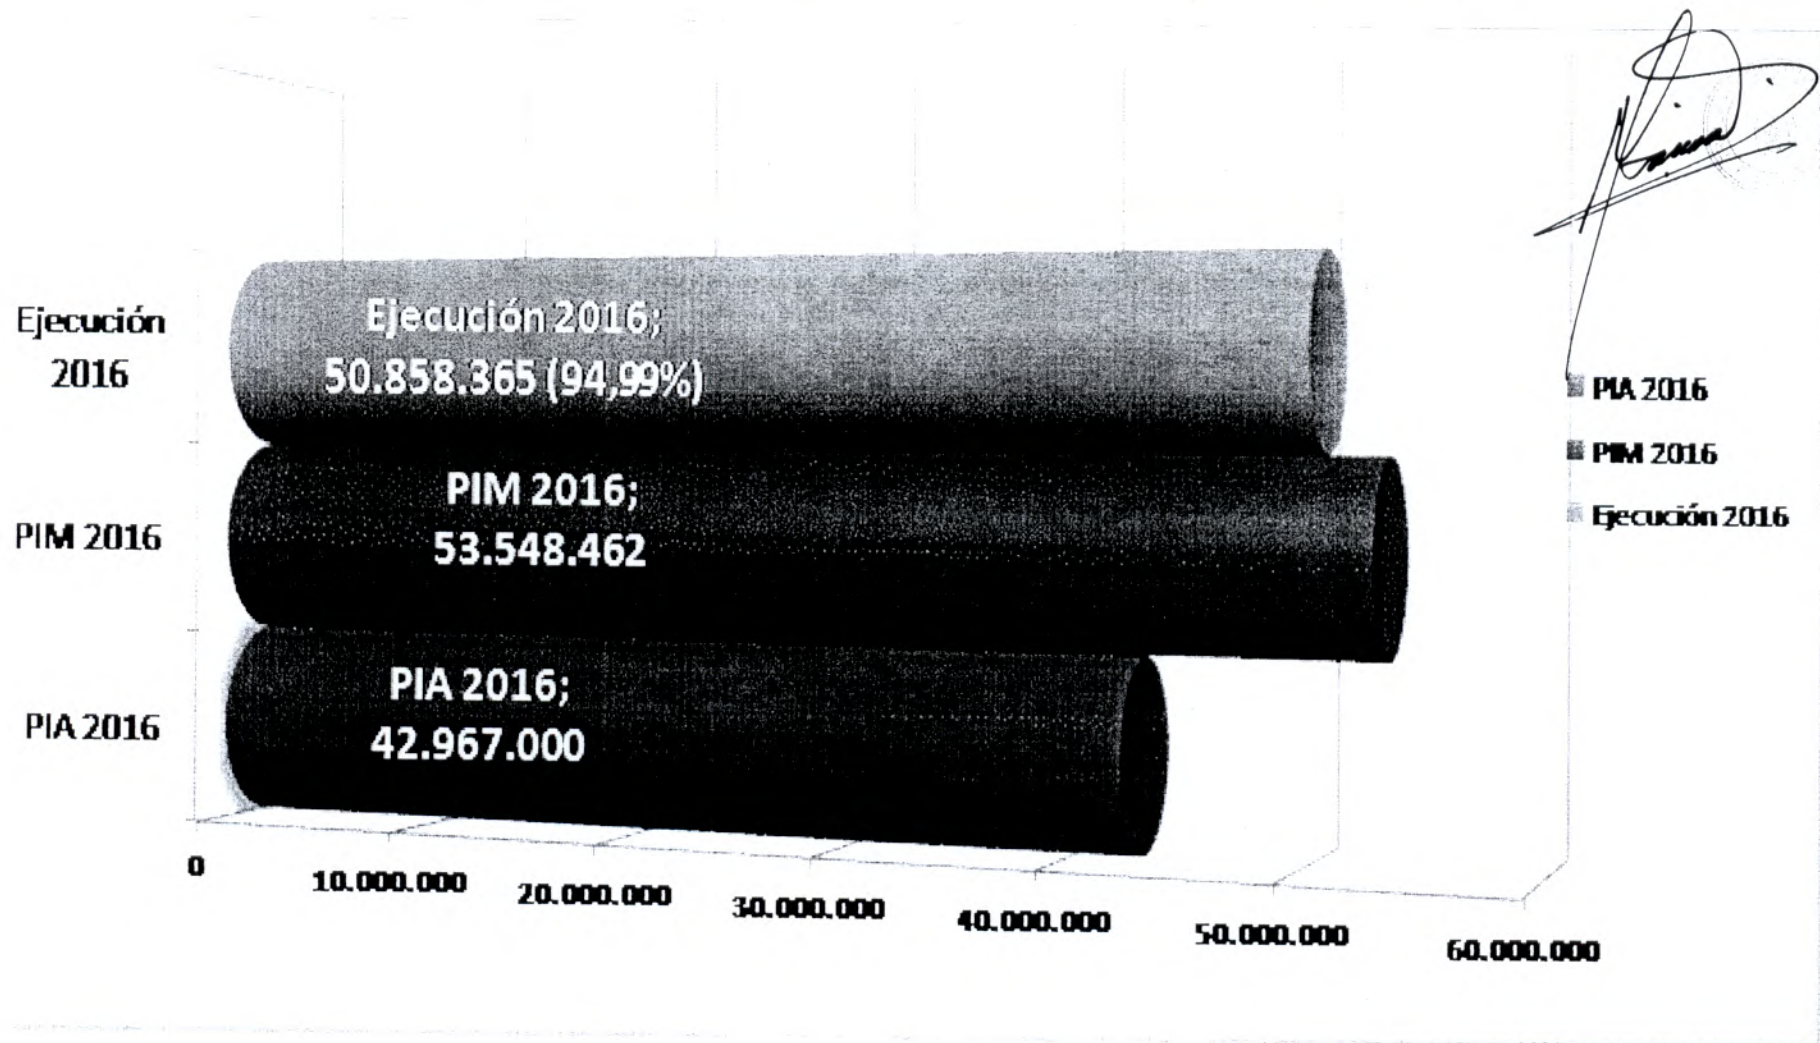 Ejecución
2016
Ejecución 2016;
50.858.365 (94,99%)
PIM 2016
PIM 2016;
53.548.462
PIA 2016
PIA 2016;
42.967.000
0
10.000.000
20.000.000
30.000.000
40.000.000
50.000.000
60.000.000
PIA 2016
PIM 2016
Ejecución 2016